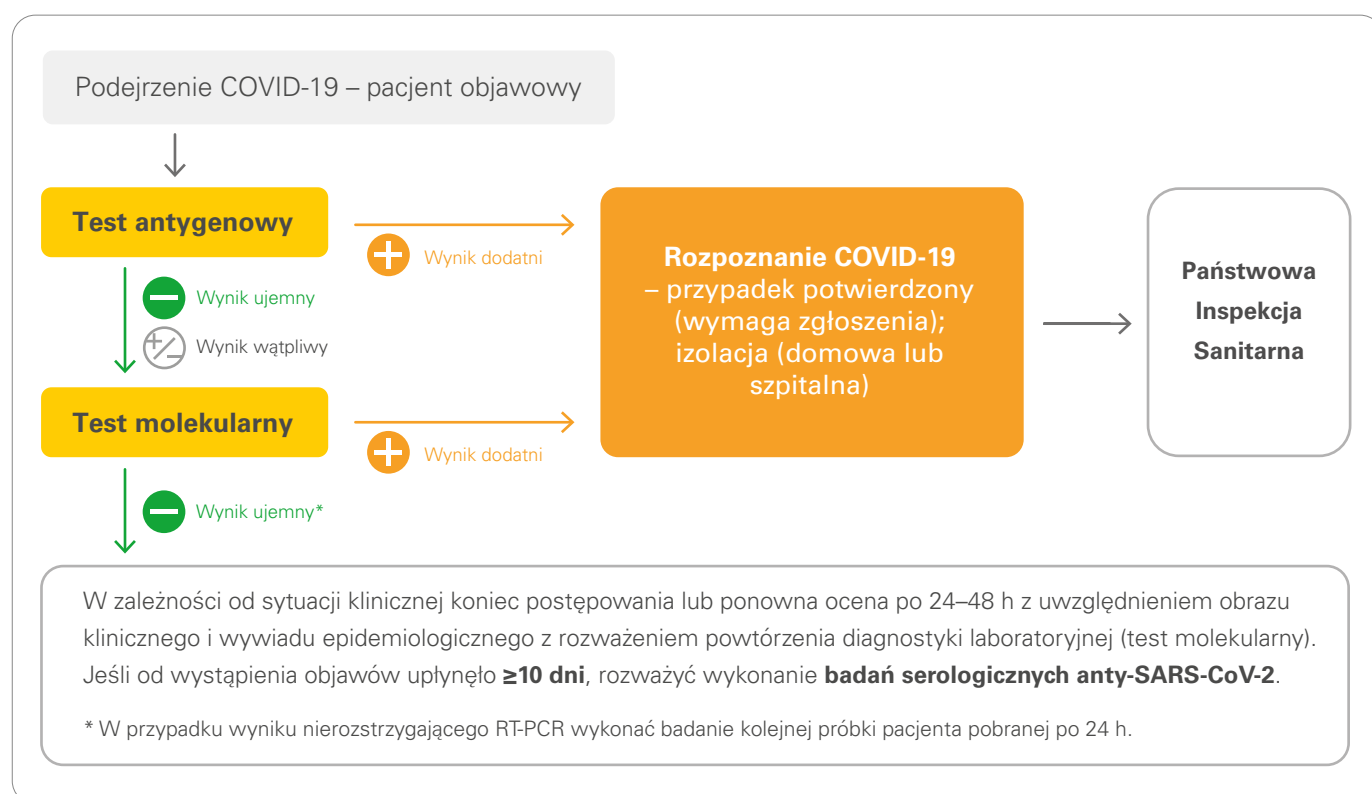 Podejrzenie COVID-19 – pacjent objawowy
Test antygenowy
Wynik dodatni
Wynik ujemny
Wynik wątpliwy
Test molekularny
Wynik dodatni
Wynik ujemny*
Rozpoznanie COVID-19
– przypadek potwierdzony
(wymaga zgłoszenia);
izolacja (domowa lub
szpitalna)
Państwowa
Inspekcja
Sanitarna
W zależności od sytuacji klinicznej koniec postępowania lub ponowna ocena po 24–48 h z uwzględnieniem obrazu
klinicznego i wywiadu epidemiologicznego z rozważeniem powtórzenia diagnostyki laboratoryjnej (test molekularny).
Jeśli od wystąpienia objawów upłynęło ≥10 dni, rozważyć wykonanie badań serologicznych anty-SARS-CoV-2.
* W przypadku wyniku nierozstrzygającego RT-PCR wykonać badanie kolejnej próbki pacjenta pobranej po 24 h.